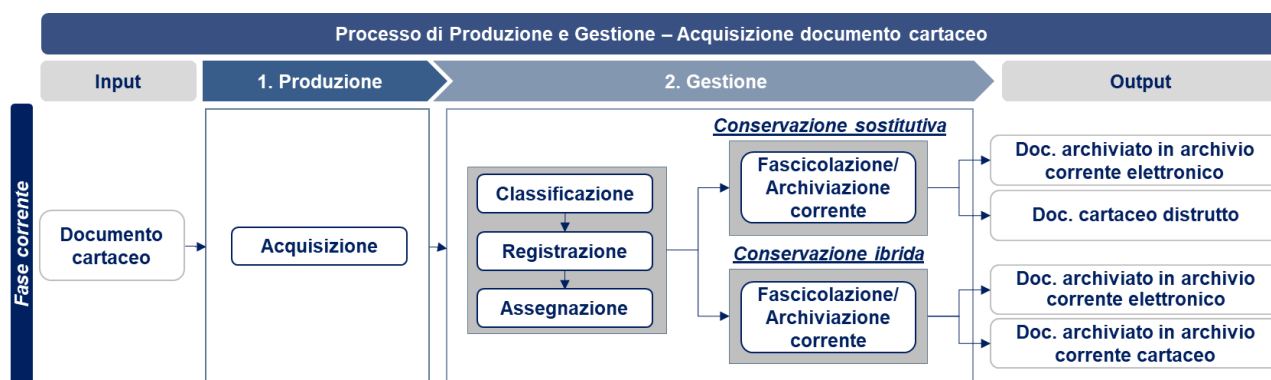 Processo di Produzione e Gestione – Acquisizione documento cartaceo
Input
1. Produzione
2. Gestione
Output
Fase corrente
Documento
cartaceo
Acquisizione
Classificazione
Registrazione
Assegnazione
Conservazione sostitutiva
Fascicolazione/
Archiviazione
corrente
Conservazione ibrida
Fascicolazione/
Archiviazione
corrente
Doc. archiviato in archivio
corrente elettronico
Doc. cartaceo distrutto
Doc. archiviato in archivio
corrente elettronico
Doc. archiviato in archivio
corrente cartaceo